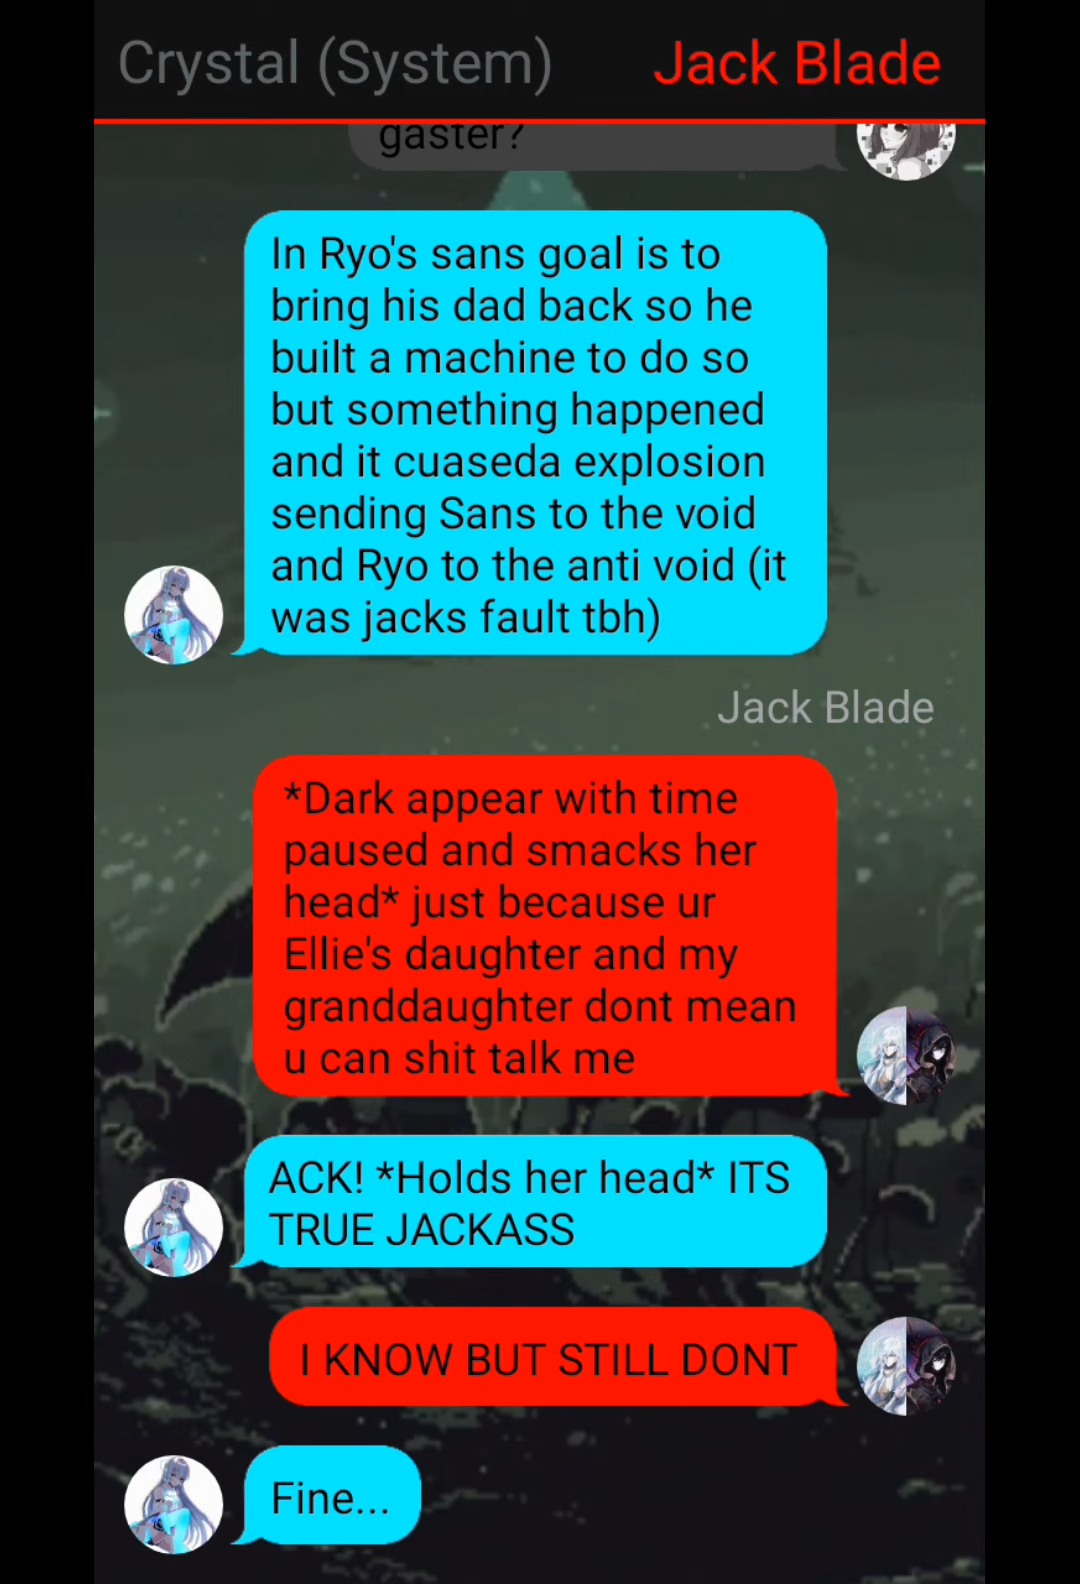 Crystal (System) Jack Blade
gaster?
In Ryo's sans goal is to
bring his dad back so he
built a machine to do so
but something happened
and it cuaseda explosion
sending Sans to the void
and Ryo to the anti void (it
was jacks fault tbh)
Jack Blade
*Dark appear with time
paused and smacks her
head* just because ur
Ellie's daughter and my
granddaughter dont mean
u can shit talk me
ACK! *Holds her head* ITS
TRUE JACKASS
I KNOW BUT STILL DONT
Fine...